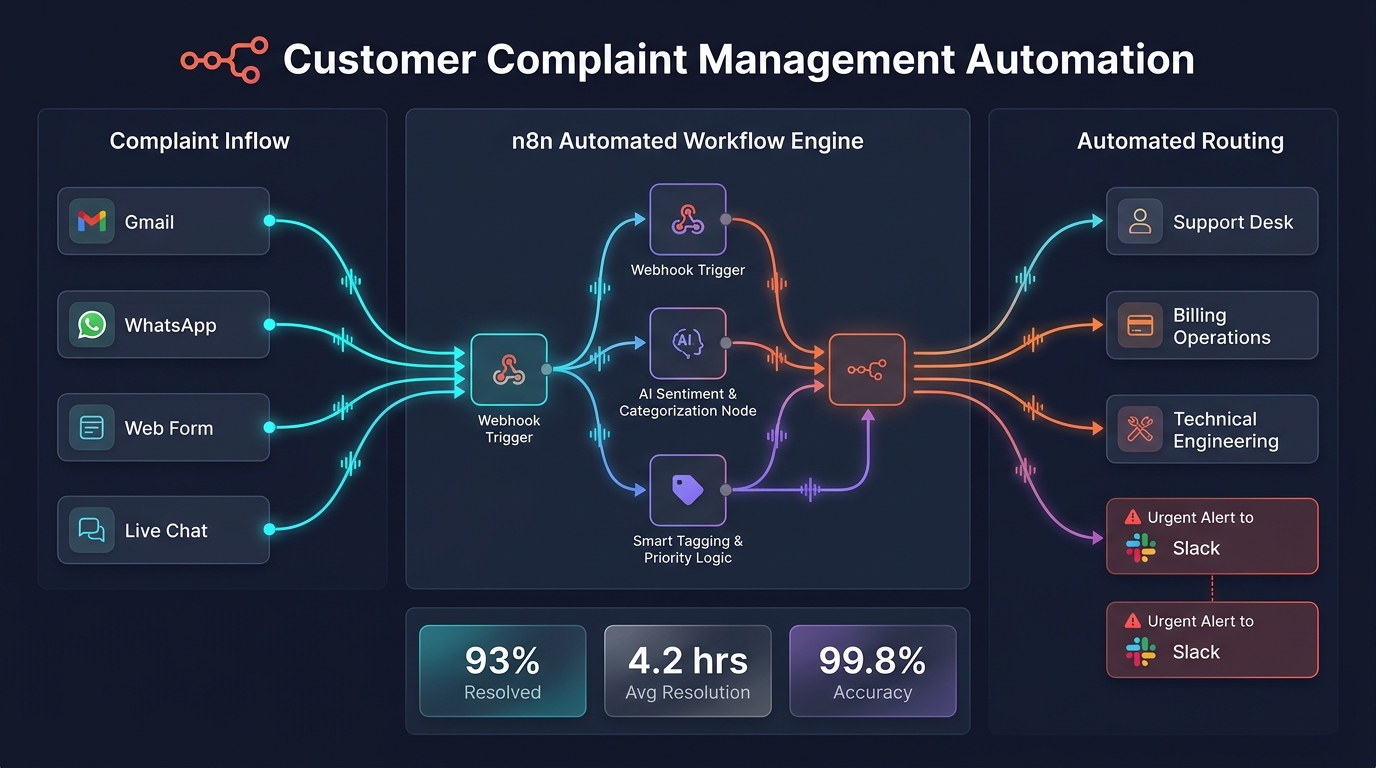 Customer Complaint Management Automation
Complaint Inflow
Gmail
WhatsApp
Web Form
Live Chat
n8n Automated Workflow Engine
Webhook
Trigger
Webhook Trigger
AI
AI Sentiment &
Categorization Node
Smart Tagging &
Priority Logic
93%
Resolved
4.2 hrs
Avg Resolution
99.8%
Accuracy
Automated Routing
Support Desk
Billing
Operations
Technical
Engineering
Urgent Alert to
Slack
Urgent Alert to
Slack